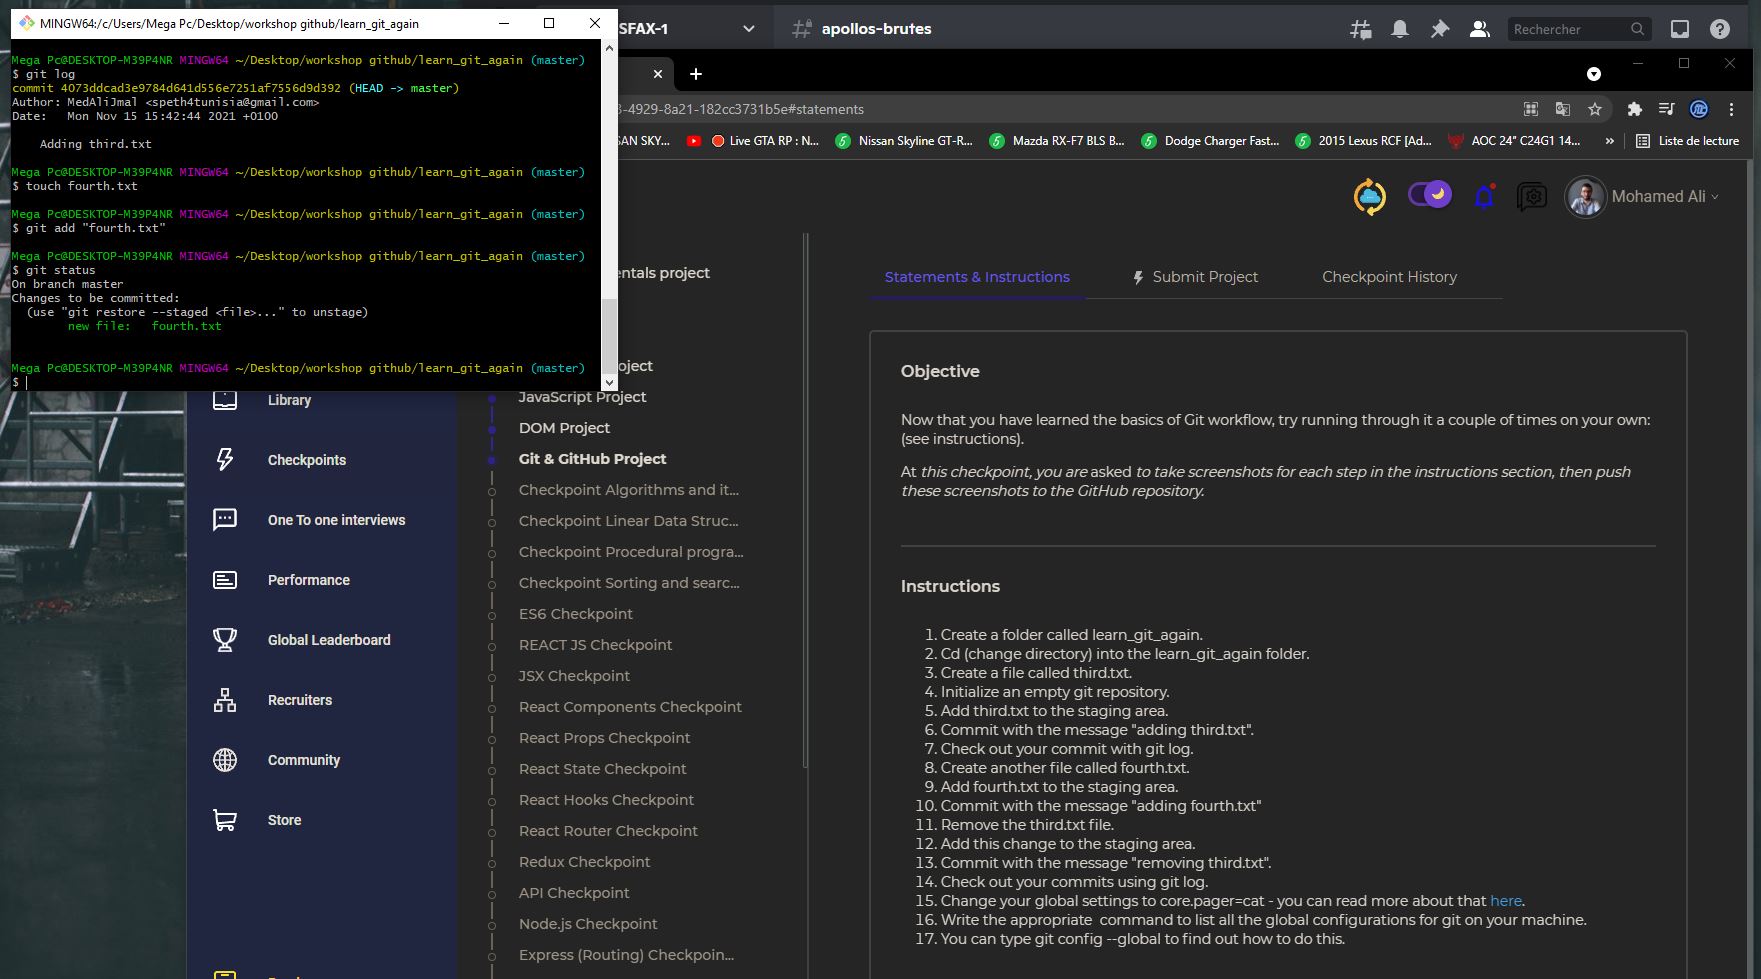 MINGW64:/c/Users/Mega Pc/Desktop/workshop github/learn_git_again
Mega Pc@DESKTOP-M39P4NR MINGW64 ~/Desktop/workshop github/learn_git_again (master)
$ git log
commit 4073ddcad3e9784d641d556e7251af7556d9d392 (HEAD -> master)
Author: MedAliJmal <speth4tunisia@gmail.com>
Date:   Mon Nov 15 15:42:44 2021 +0100
Adding third.txt
Mega Pc@DESKTOP-M39P4NR MINGW64 ~/Desktop/workshop github/learn_git_again (master)
$ touch fourth.txt
Mega Pc@DESKTOP-M39P4NR MINGW64 ~/Desktop/workshop github/learn_git_again (master)
$ git add "fourth.txt"
Mega Pc@DESKTOP-M39P4NR MINGW64 ~/Desktop/workshop github/learn_git_again (master)
$ git status
On branch master
Changes to be committed:
(use "git restore --staged <file>..." to unstage)
new file:   fourth.txt
Mega Pc@DESKTOP-M39P4NR MINGW64 ~/Desktop/workshop github/learn_git_again (master)
$
SFAX-1
apollos-brutes
Rechercher
3-4929-8a21-182cc3731b5e#statements
SAN SKY... Live GTA RP : N... Nissan Skyline GT-R... Mazda RX-F7 BLS B... Dodge Charger Fast... 2015 Lexus RCF [Ad... AOC 24" C24G1 14... » Liste de lecture
Mohamed Ali
Library
Checkpoints
One To one interviews
Performance
Global Leaderboard
Recruiters
Community
Store
entals project
oject
JavaScript Project
DOM Project
Git & GitHub Project
Checkpoint Algorithms and it...
Checkpoint Linear Data Struc...
Checkpoint Procedural progra...
Checkpoint Sorting and searc...
ES6 Checkpoint
REACT JS Checkpoint
JSX Checkpoint
React Components Checkpoint
React Props Checkpoint
React State Checkpoint
React Hooks Checkpoint
React Router Checkpoint
Redux Checkpoint
API Checkpoint
Node.js Checkpoint
Express (Routing) Checkpoin...
Statements & Instructions
Submit Project
Checkpoint History
Objective
Now that you have learned the basics of Git workflow, try running through it a couple of times on your own:
(see instructions).
At this checkpoint, you are asked to take screenshots for each step in the instructions section, then push
these screenshots to the GitHub repository.
Instructions
1. Create a folder called learn_git_again.
2. Cd (change directory) into the learn_git_again folder.
3. Create a file called third.txt.
4. Initialize an empty git repository.
5. Add third.txt to the staging area.
6. Commit with the message "adding third.txt".
7. Check out your commit with git log.
8. Create another file called fourth.txt.
9. Add fourth.txt to the staging area.
10. Commit with the message "adding fourth.txt"
11. Remove the third.txt file.
12. Add this change to the staging area.
13. Commit with the message "removing third.txt".
14. Check out your commits using git log.
15. Change your global settings to core.pager=cat - you can read more about that here.
16. Write the appropriate  command to list all the global configurations for git on your machine.
17. You can type git config --global to find out how to do this.